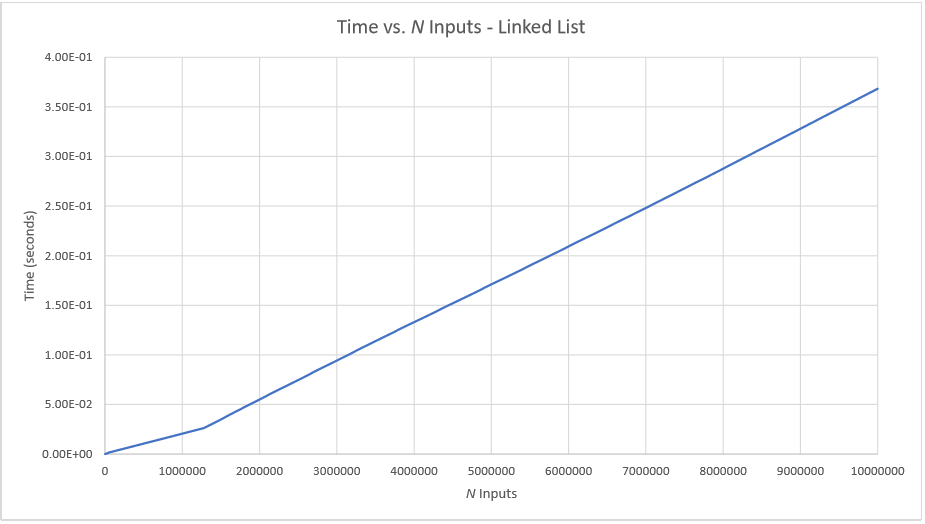 Time vs. N Inputs - Linked List
4.00E-01
3.50E-01
3.00E-01
2.50E-01
2.00E-01
1.50E-01
1.00E-01
5.00E-02
0.00E+00
Time (seconds)
0 1000000 2000000 3000000 4000000 5000000 6000000 7000000 8000000 9000000 10000000
N Inputs